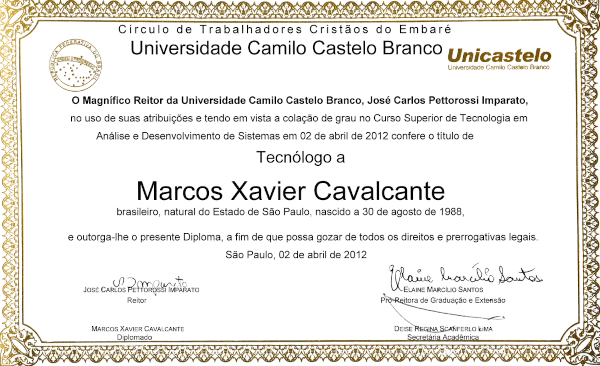 Círculo de Trabalhadores Cristãos do Embaré
Universidade Camilo Castelo Branco
Unicastelo
Universidade Camilo Castelo Branco
O Magnífico Reitor da Universidade Camilo Castelo Branco, José Carlos Pettorossi Imparato,
no uso de suas atribuições e tendo em vista a colação de grau no Curso Superior de Tecnologia em
Análise e Desenvolvimento de Sistemas em 02 de abril de 2012 confere o título de
Tecnólogo a
Marcos Xavier Cavalcante
brasileiro, natural do Estado de São Paulo, nascido a 30 de agosto de 1988,
e outorga-lhe o presente Diploma, a fim de que possa gozar de todos os direitos e prerrogativas legais.
São Paulo, 02 de abril de 2012
Elaine Marcílio Santos
JOSÉ CARLOS PETTOROSSI IMPARATO
Reitor
ELAINE MARCÍLIO SANTOS
Pró-Reitora de Graduação e Extensão
MARCOS XAVIER CAVALCANTE
Diplomado
DEISE REGINA SCANFERLO LIMA
Secretária Acadêmica